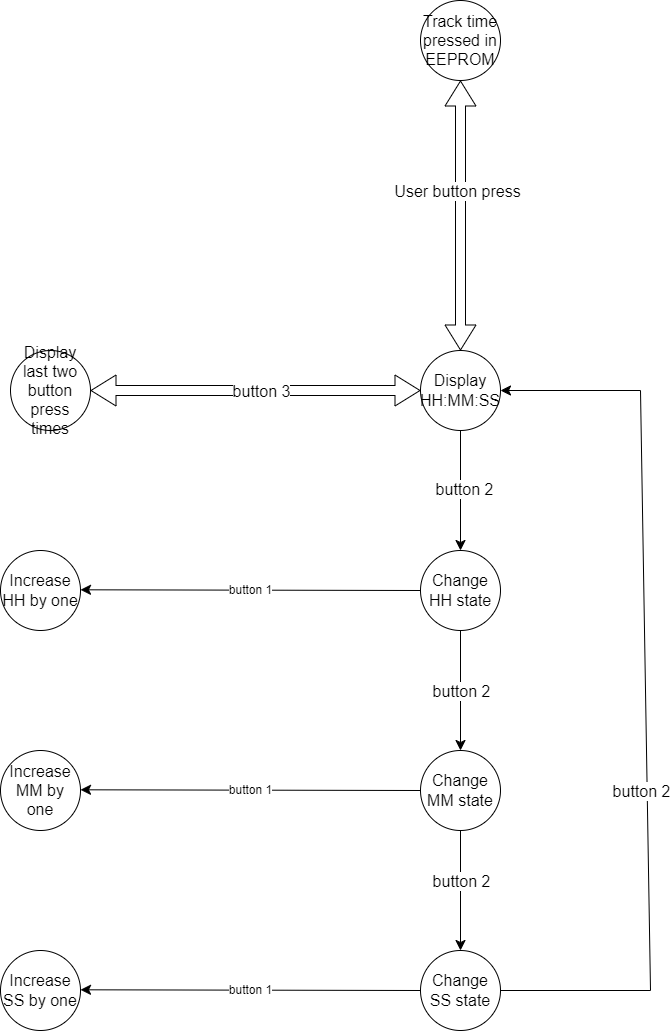 Track time
pressed in
EEPROM
User button press
Display
last two
button
press
times
button 3
Display
HH:MM:SS
button 2
Increase
HH by one
button 1
Change
HH state
button 2
Increase
MM by
one
button 1
Change
MM state
button 2
button 2
Increase
SS by one
button 1
Change
SS state